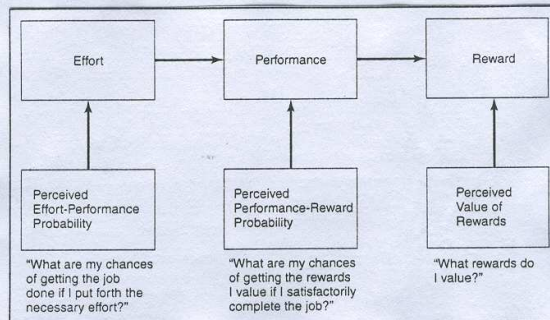 Effort
Performance
Reward
Perceived
Effort-Performance
Probability
Perceived
Performance-Reward
Probability
Perceived
Value of
Rewards
"What are my chances
of getting the job
done if I put forth the
necessary effort?"
"What are my chances
of getting the rewards
I value if I satisfactorily
complete the job?"
"What rewards do
I value?"